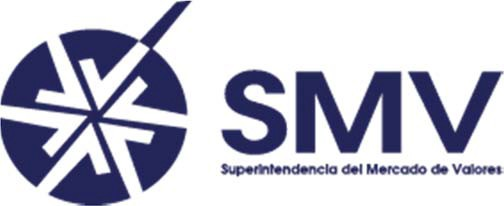 SMV
Superintendencia del Mercado de Valores